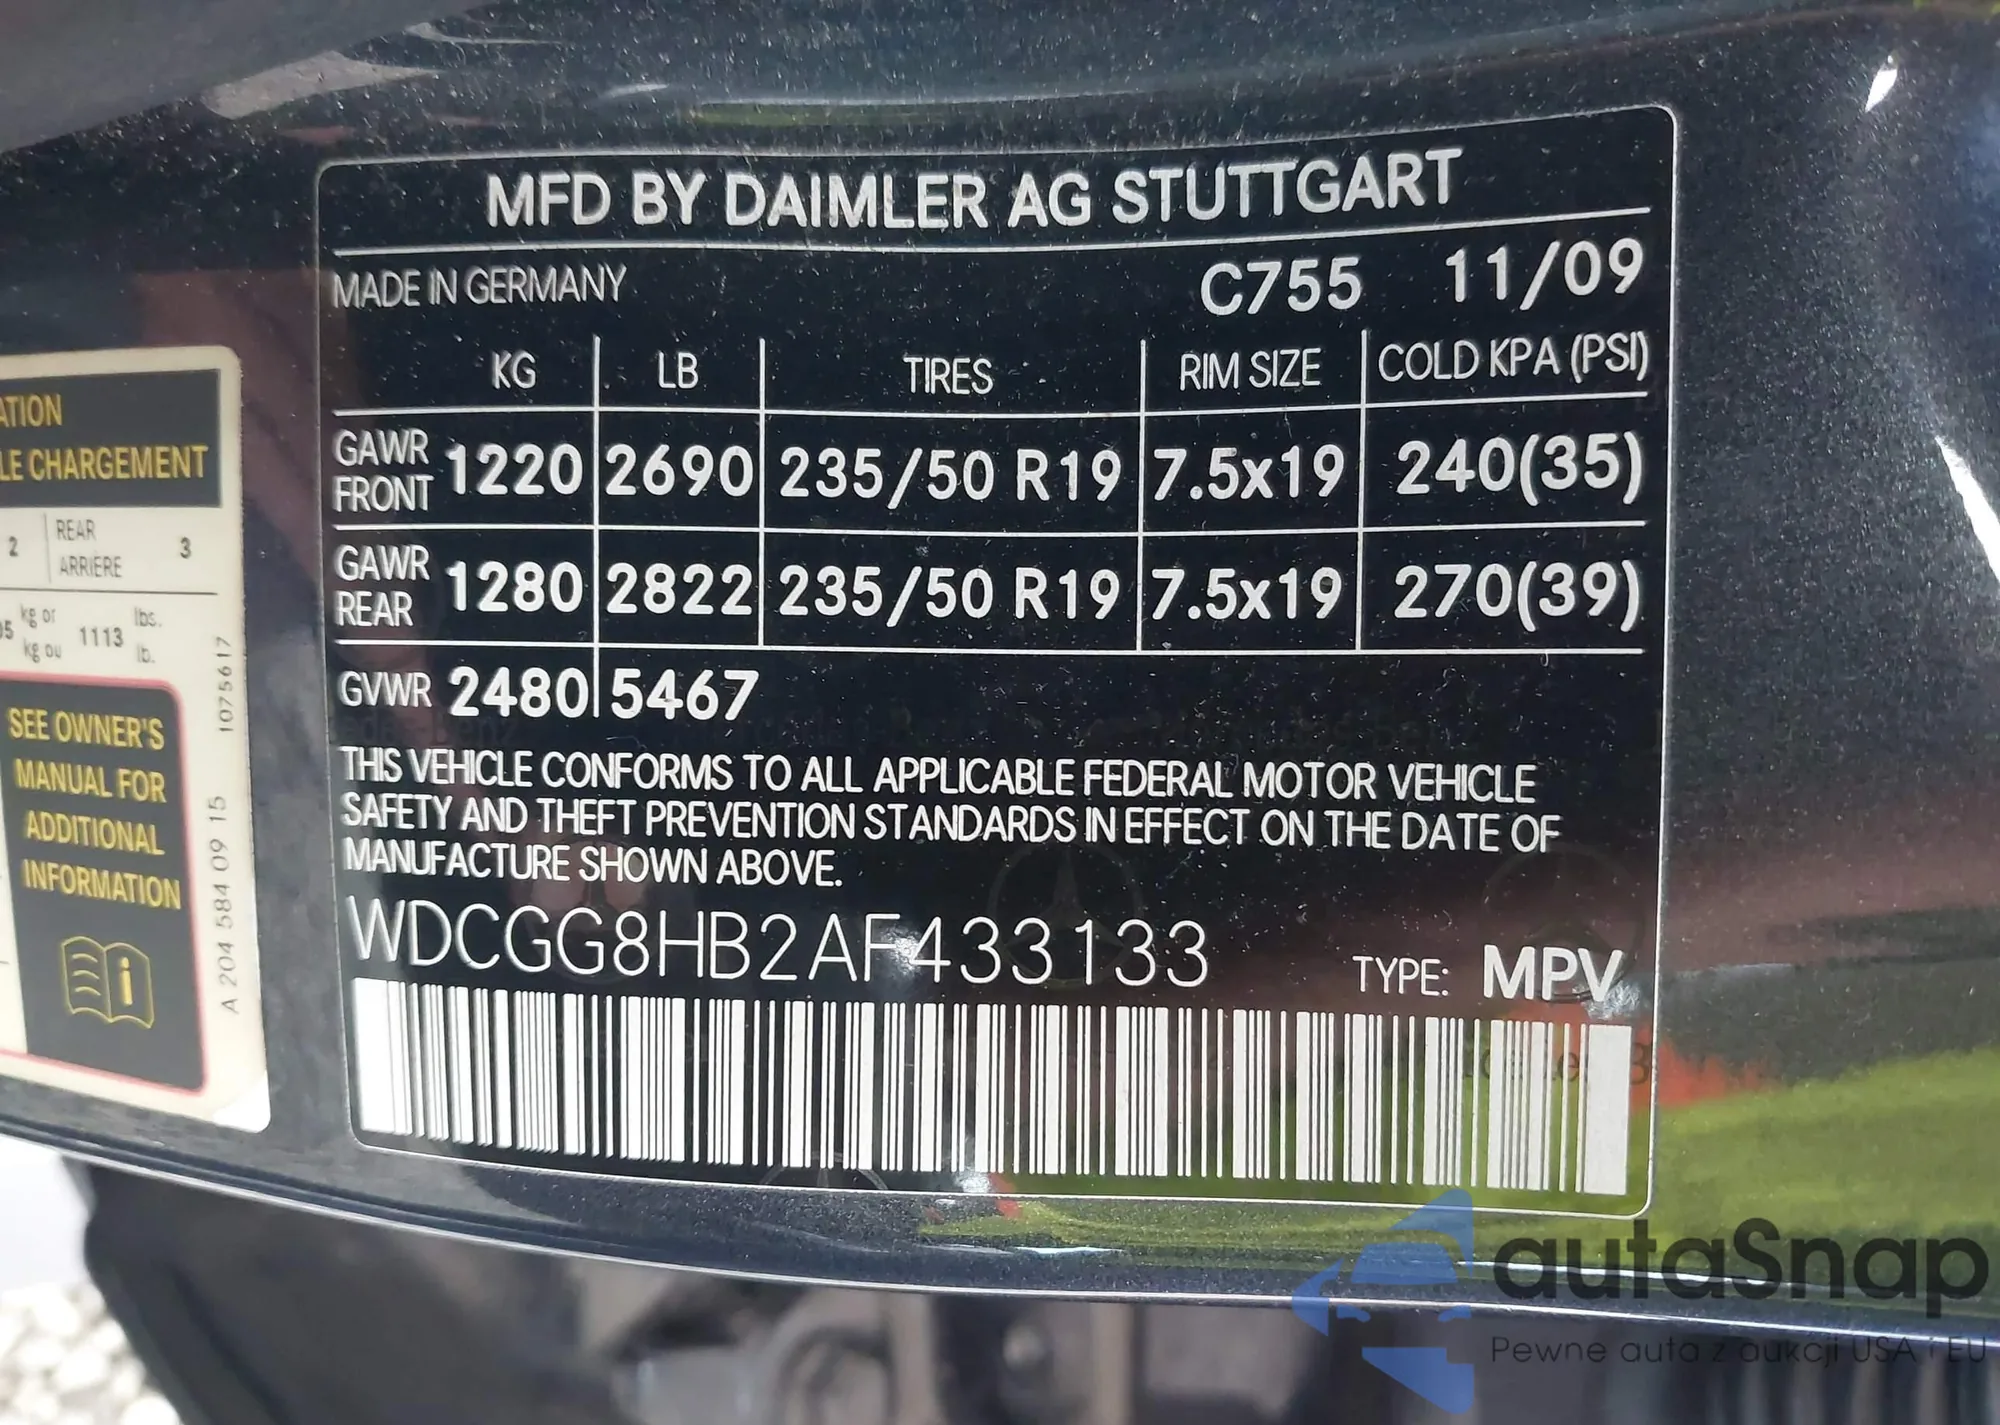 MFD BY DAIMLER AG STUTTGART
MADE IN GERMANY C755 11/09
KG LB TIRES RIM SIZE COLD KPA (PSI)
GAWR FRONT 1220 2690 235/50 R19 7.5x19 240(35)
GAWR REAR 1280 2822 235/50 R19 7.5x19 270(39)
GVWR 2480 5467
THIS VEHICLE CONFORMS TO ALL APPLICABLE FEDERAL MOTOR VEHICLE
SAFETY AND THEFT PREVENTION STANDARDS IN EFFECT ON THE DATE OF
MANUFACTURE SHOWN ABOVE.
WDCGG8HB2AF433133
TYPE: MPV
CHARGEMENT
2 REAR 3
ARRIÈRE
kg or 1113 lbs.
kg ou lb.
SEE OWNER'S
MANUAL FOR
ADDITIONAL
INFORMATION
A 204 584 09 15 1075617
autaSnap
Pewne auta z aukcji USA i EU